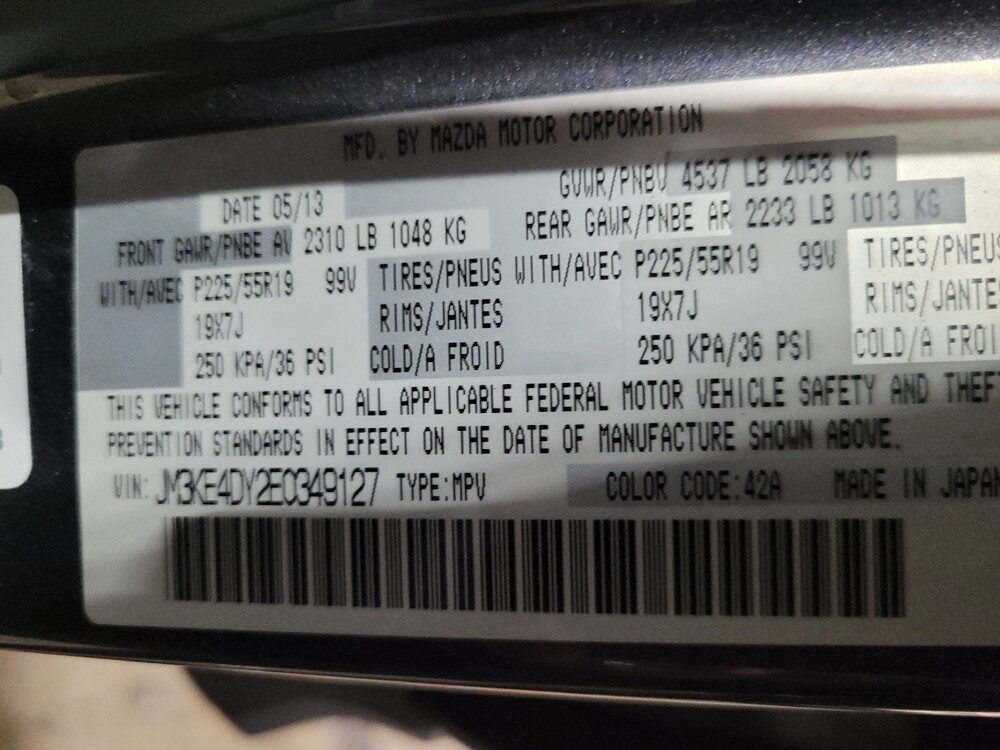 MFD. BY MAZDA MOTOR CORPORATION
DATE 05/13 GVWR/PNBV 4537 LB 2058 KG
FRONT GAWR/PNBE AV 2310 LB 1048 KG REAR GAWR/PNBE AR 2233 LB 1013 KG
WITH/AVEC P225/55R19 99V TIRES/PNEUS WITH/AVEC P225/55R19 99V TIRES/PNEUS
19X7J RIMS/JANTES 19X7J RIMS/JANTE
250 KPA/36 PSI COLD/A FROID 250 KPA/36 PSI COLD/A FROI
THIS VEHICLE CONFORMS TO ALL APPLICABLE FEDERAL MOTOR VEHICLE SAFETY AND THEF
PREVENTION STANDARDS IN EFFECT ON THE DATE OF MANUFACTURE SHOWN ABOVE.
VIN: JM3KE4DY2E0349127 TYPE:MPV COLOR CODE:42A MADE IN JAPAN